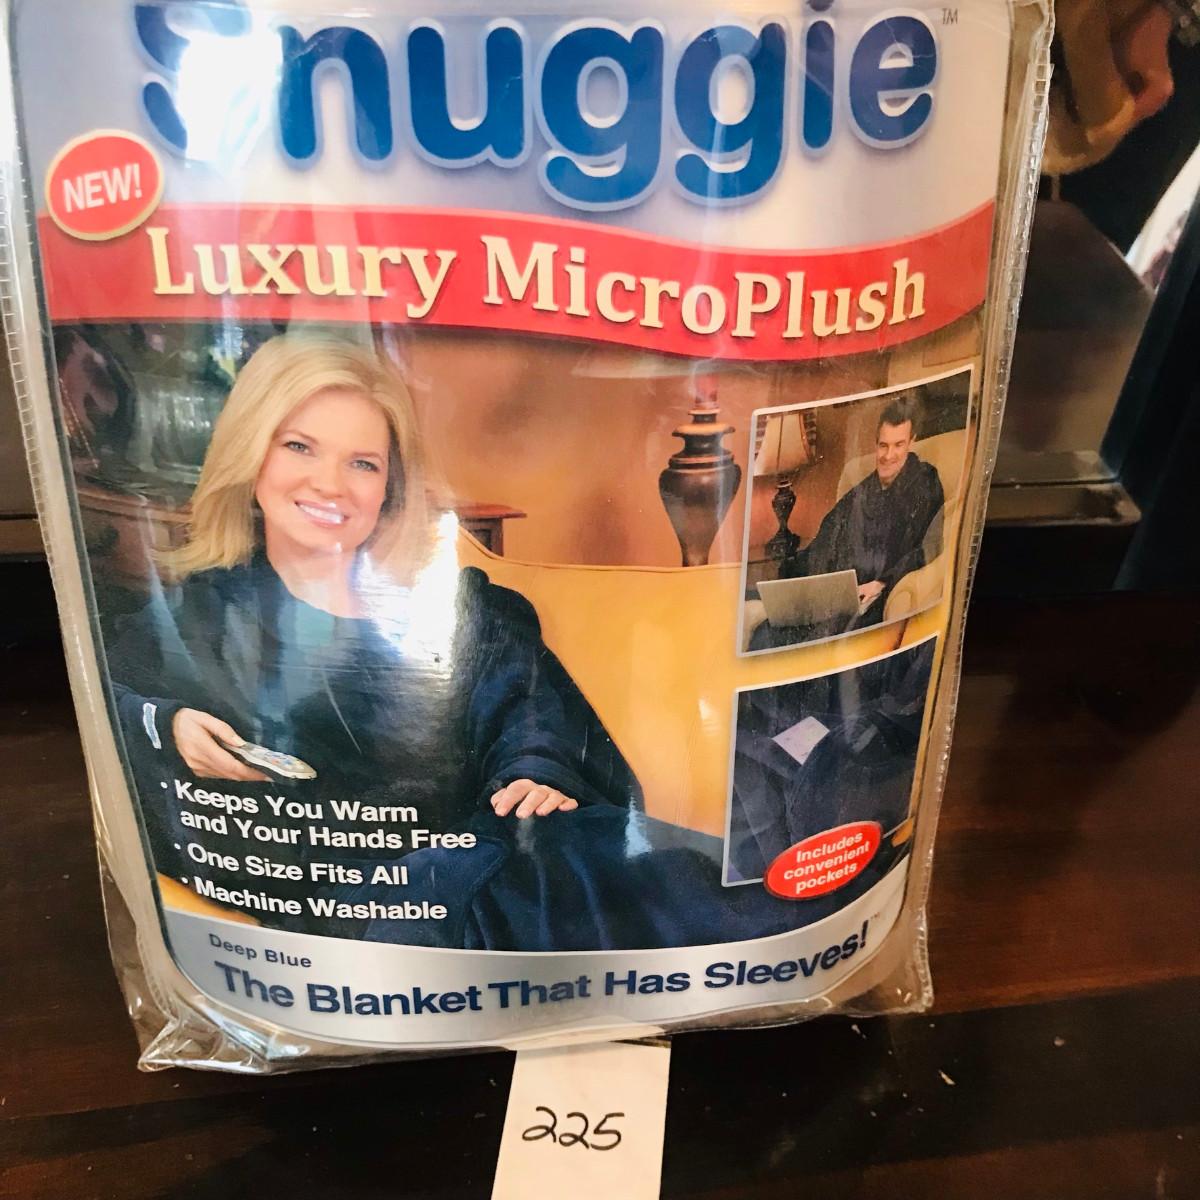 Snuggie™
NEW!
Luxury MicroPlush
• Keeps You Warm
and Your Hands Free
• One Size Fits All
• Machine Washable
Includes
convenient
pockets
Deep Blue
The Blanket That Has Sleeves!™
225